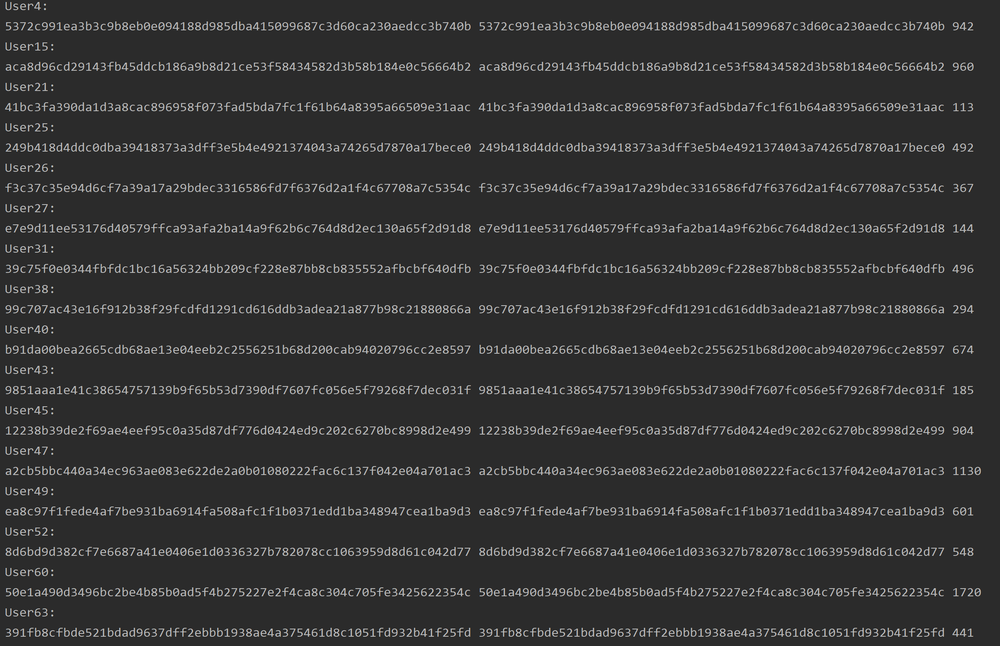 User4:
5372c991ea3b3c9b8eb0e094188d985dba415099687c3d60ca230aedcc3b740b 5372c991ea3b3c9b8eb0e094188d985dba415099687c3d60ca230aedcc3b740b 942
User15:
aca8d96cd29143fb45ddcb186a9b8d21ce53f58434582d3b58b184e0c56664b2 aca8d96cd29143fb45ddcb186a9b8d21ce53f58434582d3b58b184e0c56664b2 960
User21:
41bc3fa390da1d3a8cac896958f073fad5bda7fc1f61b64a8395a66509e31aac 41bc3fa390da1d3a8cac896958f073fad5bda7fc1f61b64a8395a66509e31aac 113
User25:
249b418d4ddc0dba39418373a3dff3e5b4e4921374043a74265d7870a17bece0 249b418d4ddc0dba39418373a3dff3e5b4e4921374043a74265d7870a17bece0 492
User26:
f3c37c35e94d6cf7a39a17a29bdec3316586fd7f6376d2a1f4c67708a7c5354c f3c37c35e94d6cf7a39a17a29bdec3316586fd7f6376d2a1f4c67708a7c5354c 367
User27:
e7e9d11ee53176d40579ffca93afa2ba14a9f62b6c764d8d2ec130a65f2d91d8 e7e9d11ee53176d40579ffca93afa2ba14a9f62b6c764d8d2ec130a65f2d91d8 144
User31:
39c75f0e0344fbfdc1bc16a56324bb209cf228e87bb8cb835552afbcbf640dfb 39c75f0e0344fbfdc1bc16a56324bb209cf228e87bb8cb835552afbcbf640dfb 496
User38:
99c707ac43e16f912b38f29fcdfd1291cd616ddb3adea21a877b98c21880866a 99c707ac43e16f912b38f29fcdfd1291cd616ddb3adea21a877b98c21880866a 294
User40:
b91da00bea2665cdb68ae13e04eeb2c2556251b68d200cab94020796cc2e8597 b91da00bea2665cdb68ae13e04eeb2c2556251b68d200cab94020796cc2e8597 674
User43:
9851aaa1e41c38654757139b9f65b53d7390df7607fc056e5f79268f7dec031f 9851aaa1e41c38654757139b9f65b53d7390df7607fc056e5f79268f7dec031f 185
User45:
12238b39de2f69ae4eef95c0a35d87df776d0424ed9c202c6270bc8998d2e499 12238b39de2f69ae4eef95c0a35d87df776d0424ed9c202c6270bc8998d2e499 904
User47:
a2cb5bbc440a34ec963ae083e622de2a0b01080222fac6c137f042e04a701ac3 a2cb5bbc440a34ec963ae083e622de2a0b01080222fac6c137f042e04a701ac3 1130
User49:
ea8c97f1fede4af7be931ba6914fa508afc1f1b0371edd1ba348947cea1ba9d3 ea8c97f1fede4af7be931ba6914fa508afc1f1b0371edd1ba348947cea1ba9d3 601
User52:
8d6bd9d382cf7e6687a41e0406e1d0336327b782078cc1063959d8d61c042d77 8d6bd9d382cf7e6687a41e0406e1d0336327b782078cc1063959d8d61c042d77 548
User60:
50e1a490d3496bc2be4b85b0ad5f4b275227e2f4ca8c304c705fe3425622354c 50e1a490d3496bc2be4b85b0ad5f4b275227e2f4ca8c304c705fe3425622354c 1720
User63:
391fb8cfbde521bdad9637dff2ebbb1938ae4a375461d8c1051fd932b41f25fd 391fb8cfbde521bdad9637dff2ebbb1938ae4a375461d8c1051fd932b41f25fd 441